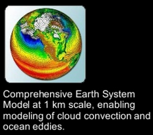 Comprehensive Earth System
Model at 1 km scale, enabling
modeling of cloud convection and
ocean eddies.